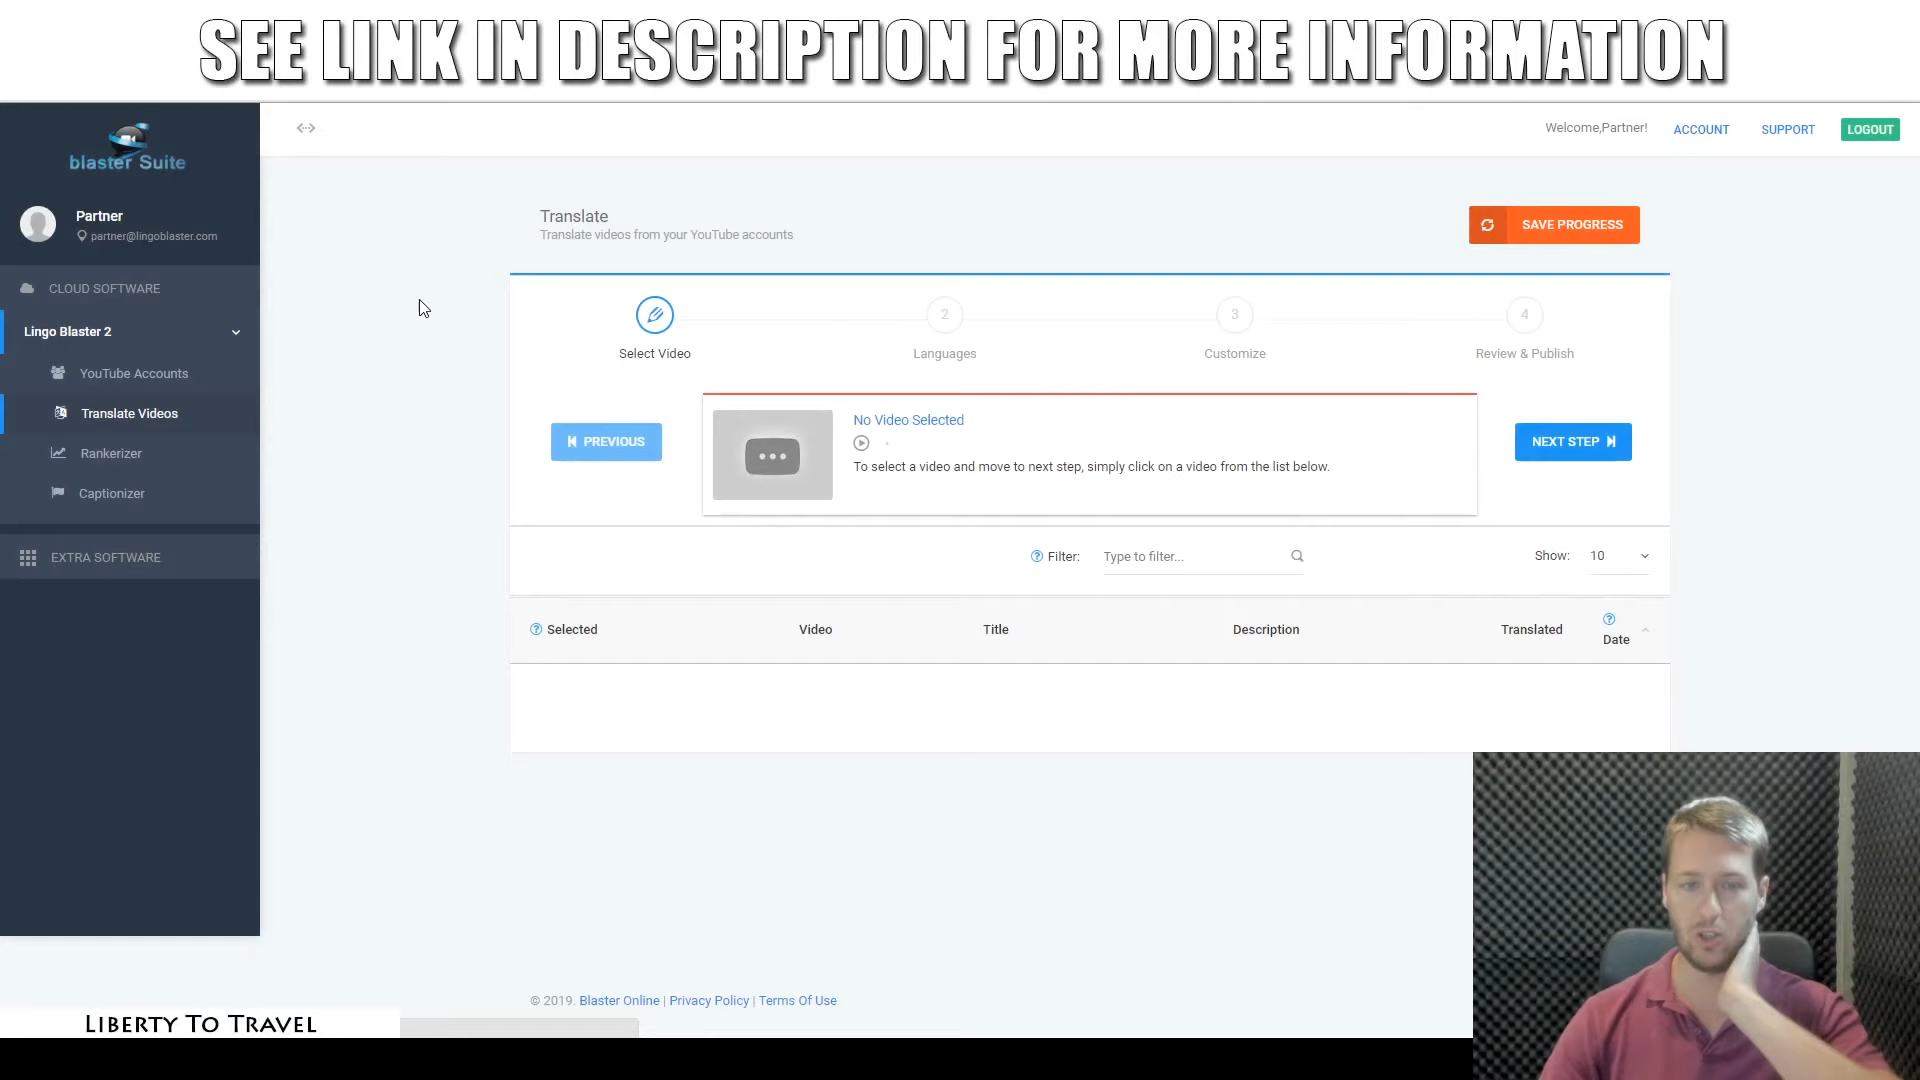 SEE LINK IN DESCRIPTION FOR MORE INFORMATION
blaster Suite
Welcome,Partner!
ACCOUNT
SUPPORT
LOGOUT
Partner
partner@lingoblaster.com
CLOUD SOFTWARE
Lingo Blaster 2
YouTube Accounts
Translate Videos
Rankerizer
Captionizer
EXTRA SOFTWARE
Translate
Translate videos from your YouTube accounts
SAVE PROGRESS
2
3
4
Select Video
Languages
Customize
Review & Publish
PREVIOUS
No Video Selected
To select a video and move to next step, simply click on a video from the list below.
NEXT STEP
Filter:
Type to filter...
Show:
10
Selected
Video
Title
Description
Translated
Date
© 2019. Blaster Online | Privacy Policy | Terms Of Use
LIBERTY TO TRAVEL